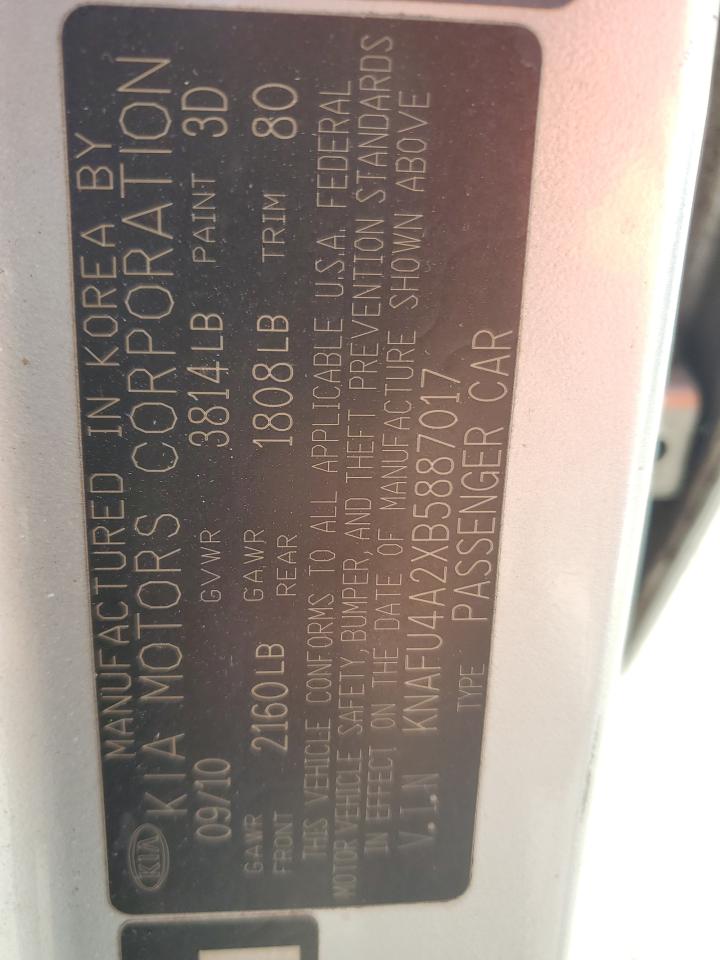 MANUFACTURED IN KOREA BY
KIA KIA MOTORS CORPORATION
09/10 GVWR 3814LB PAINT 3D
GAWR FRONT 2160LB GAWR REAR 1808LB TRIM 80
THIS VEHICLE CONFORMS TO ALL APPLICABLE U.S.A. FEDERAL
MOTOR VEHICLE SAFETY, BUMPER, AND THEFT PREVENTION STANDARDS
IN EFFECT ON THE DATE OF MANUFACTURE SHOWN ABOVE
V.I.N KNAFU4A2XB5887017
TYPE PASSENGER CAR